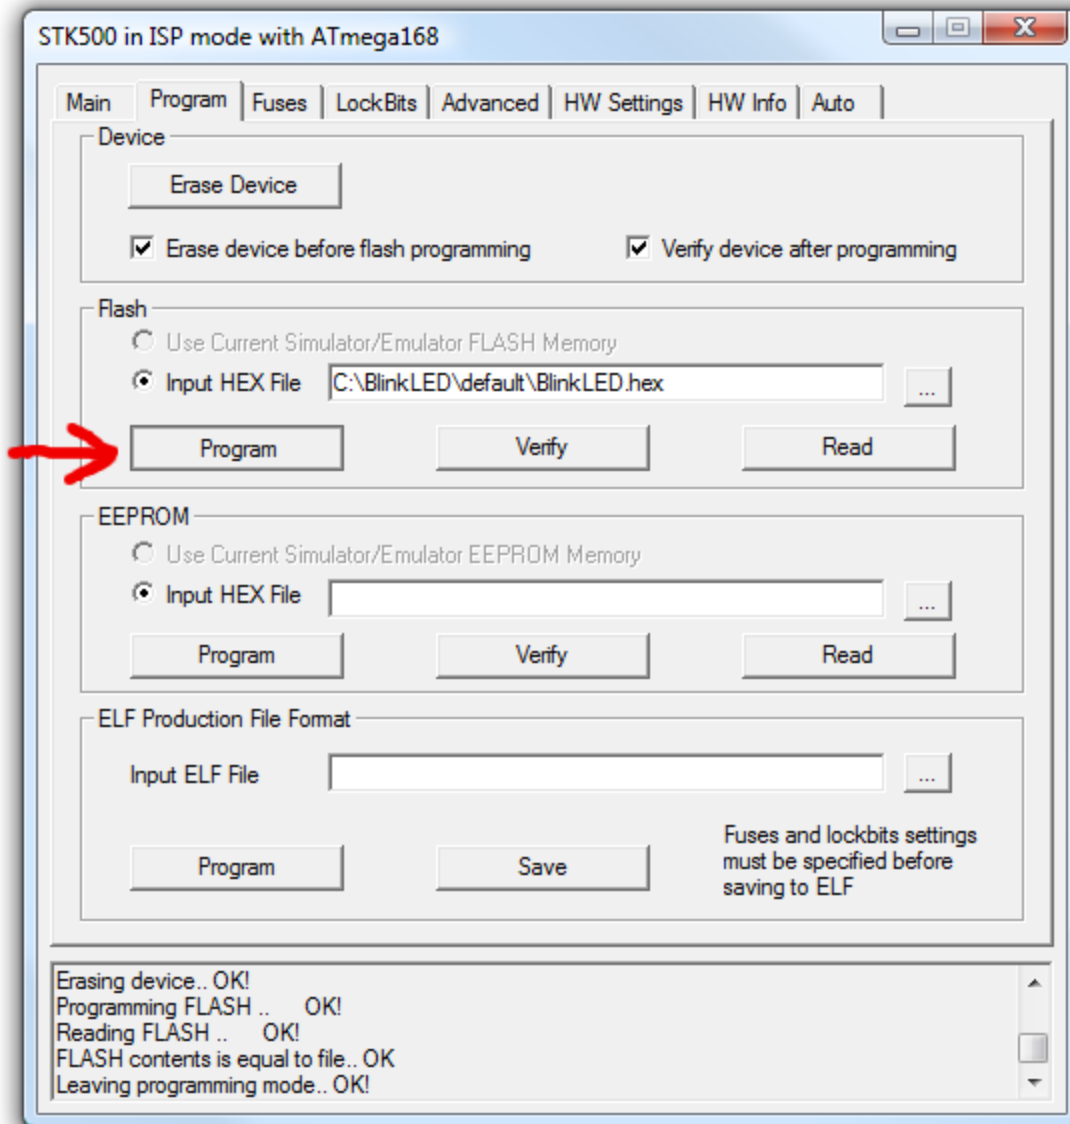 STK500 in ISP mode with ATmega168
Main Program Fuses LockBits Advanced HW Settings HW Info Auto
Device
Erase Device
Erase device before flash programming Verify device after programming
Flash
Use Current Simulator/Emulator FLASH Memory
Input HEX File C:\BlinkLED\default\BlinkLED.hex ...
Program Verify Read
EEPROM
Use Current Simulator/Emulator EEPROM Memory
Input HEX File ...
Program Verify Read
ELF Production File Format
Input ELF File ...
Fuses and lockbits settings
must be specified before
saving to ELF
Program Save
Erasing device.. OK!
Programming FLASH .. OK!
Reading FLASH .. OK!
FLASH contents is equal to file.. OK
Leaving programming mode.. OK!